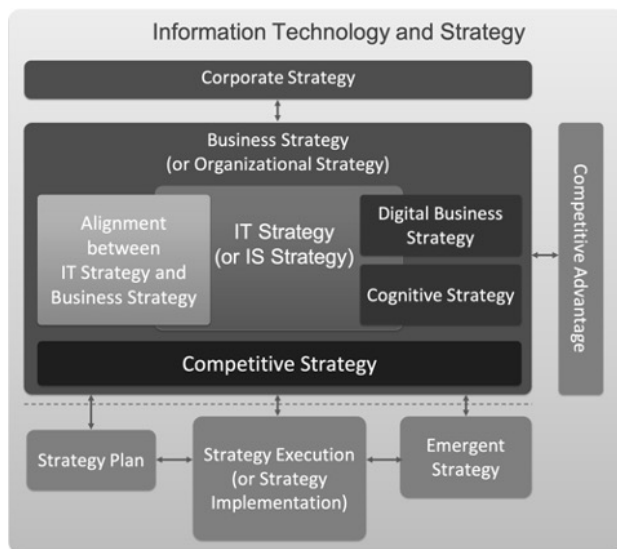 Information Technology and Strategy
Corporate Strategy
Business Strategy
(or Organizational Strategy)
Alignment
between
IT Strategy and
Business Strategy
IT Strategy
(or IS Strategy)
Digital Business
Strategy
Cognitive Strategy
Competitive Strategy
Competitive Advantage
Strategy Plan
Strategy Execution
(or Strategy
Implementation)
Emergent
Strategy